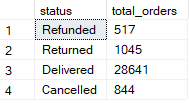 status total_orders
1 Refunded 517
2 Returned 1045
3 Delivered 28641
4 Cancelled 844